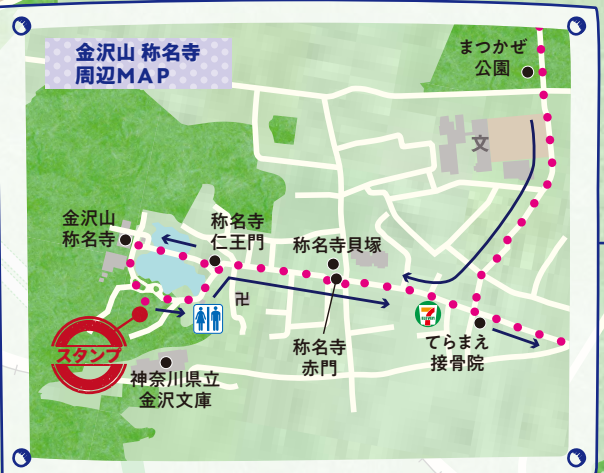 金沢山 称名寺
周辺MAP
まつかぜ
公園
文
金沢山
称名寺
称名寺
仁王門
称名寺貝塚
卍
7
ELEVEN
スタンプ
称名寺
赤門
てらまえ
接骨院
神奈川県立
金沢文庫